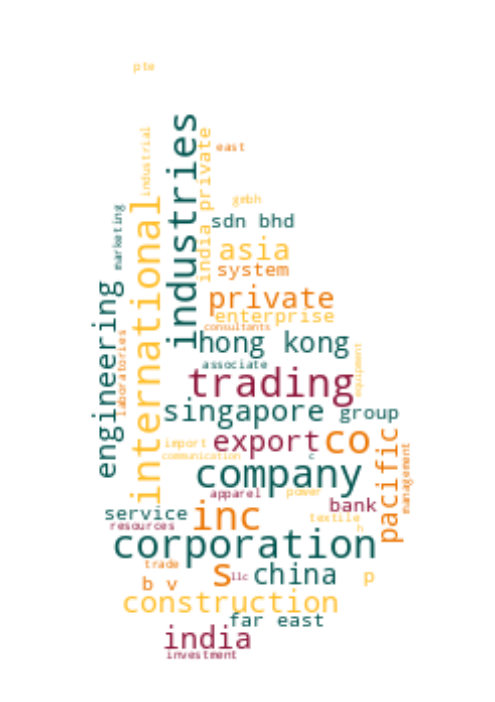 pte
industries
industrial
india private
east
gmbh
marketing
international
sdn bhd
asia
system
engineering
private
enterprise
consultants
laboratories
hong kong
equipment
associate
trading
singapore
group
import
export
co
communication
c
pacific
management
company
apparel
power
bank
service
inc
textile
resources
h
corporation
trade
s
llc
china
p
b v
construction
far east
india
investment